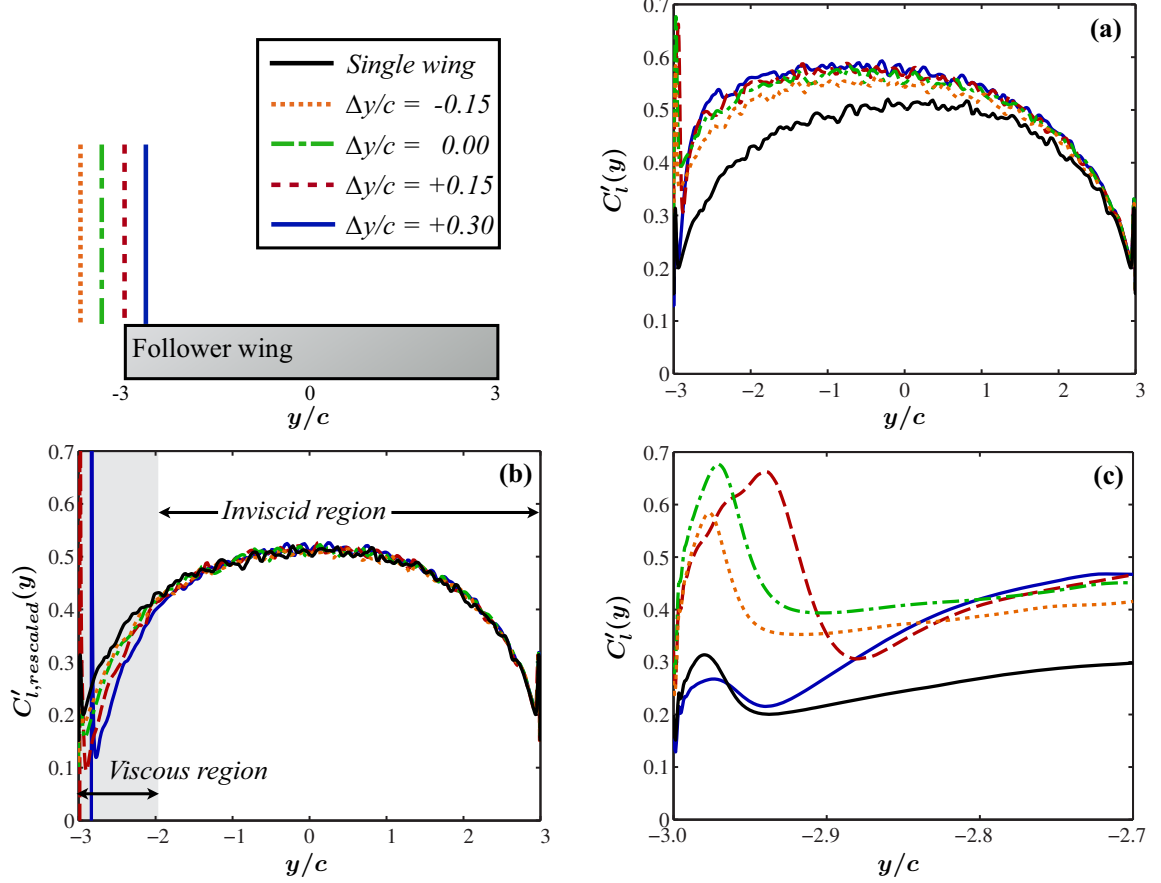 Single wing
Δy/c = -0.15
Δy/c = 0.00
Δy/c = +0.15
Δy/c = +0.30
Follower wing
-3 0 3
y/c
(a)
0.7
0.6
0.5
0.4
0.3
0.2
0.1
0
−3 −2 −1 0 1 2 3
C′l(y)
y/c
(b)
0.7
0.6
0.5
0.4
0.3
0.2
0.1
0
Inviscid region
Viscous region
−3 −2 −1 0 1 2 3
C′l,rescaled(y)
y/c
(c)
0.7
0.6
0.5
0.4
0.3
0.2
0.1
0
−3.0 −2.9 −2.8 −2.7
C′l(y)
y/c